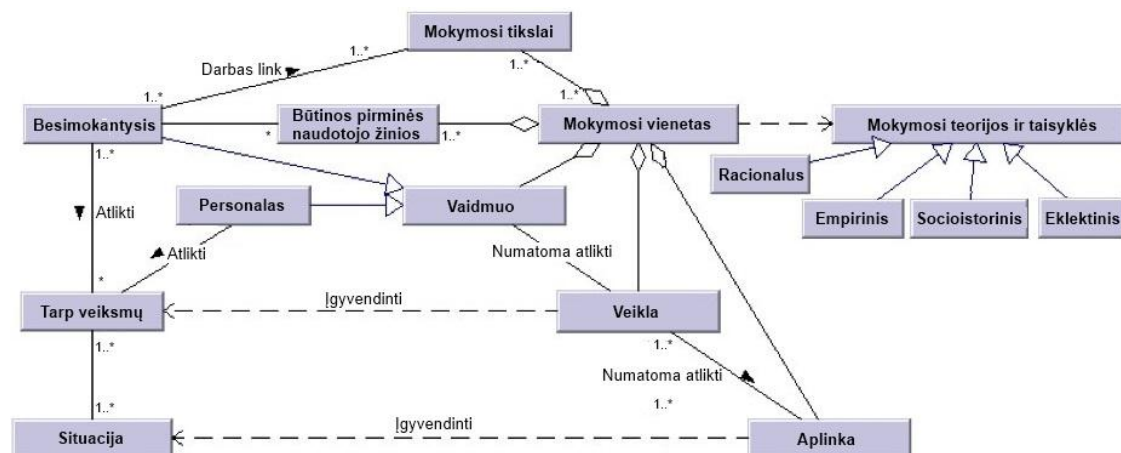 Mokymosi tikslai
1..*
1..*
Darbas link
1..*
1..*
Besimokantysis
*
Būtinos pirminės
naudotojo žinios
1..*
Mokymosi vienetas
Mokymosi teorijos ir taisyklės
1..*
Racionalus
Personalas
Vaidmuo
Empirinis
Socioistorinis
Eklektinis
Atlikti
Atlikti
Numatoma atlikti
*
Įgyvendinti
Tarp veiksmų
Veikla
1..*
1..*
Numatoma atlikti
1..*
1..*
Įgyvendinti
Situacija
Aplinka